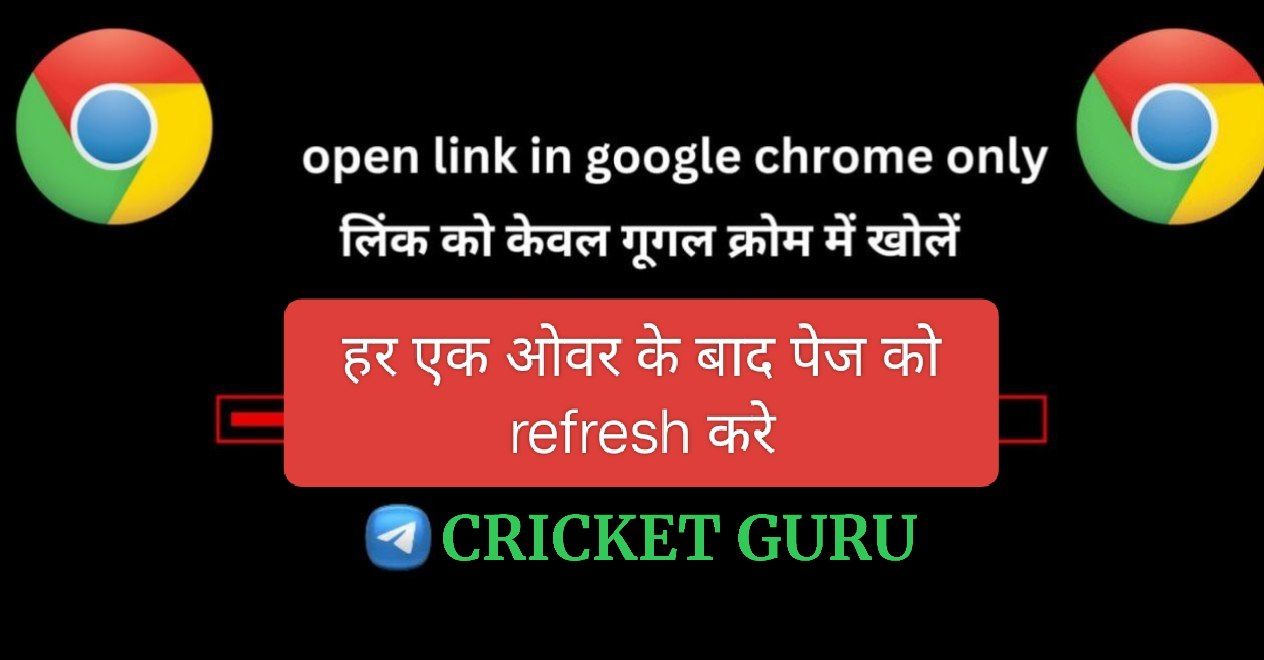 open link in google chrome only
लिंक को केवल गूगल क्रोम में खोलें
हर एक ओवर के बाद पेज को
refresh करे
CRICKET GURU